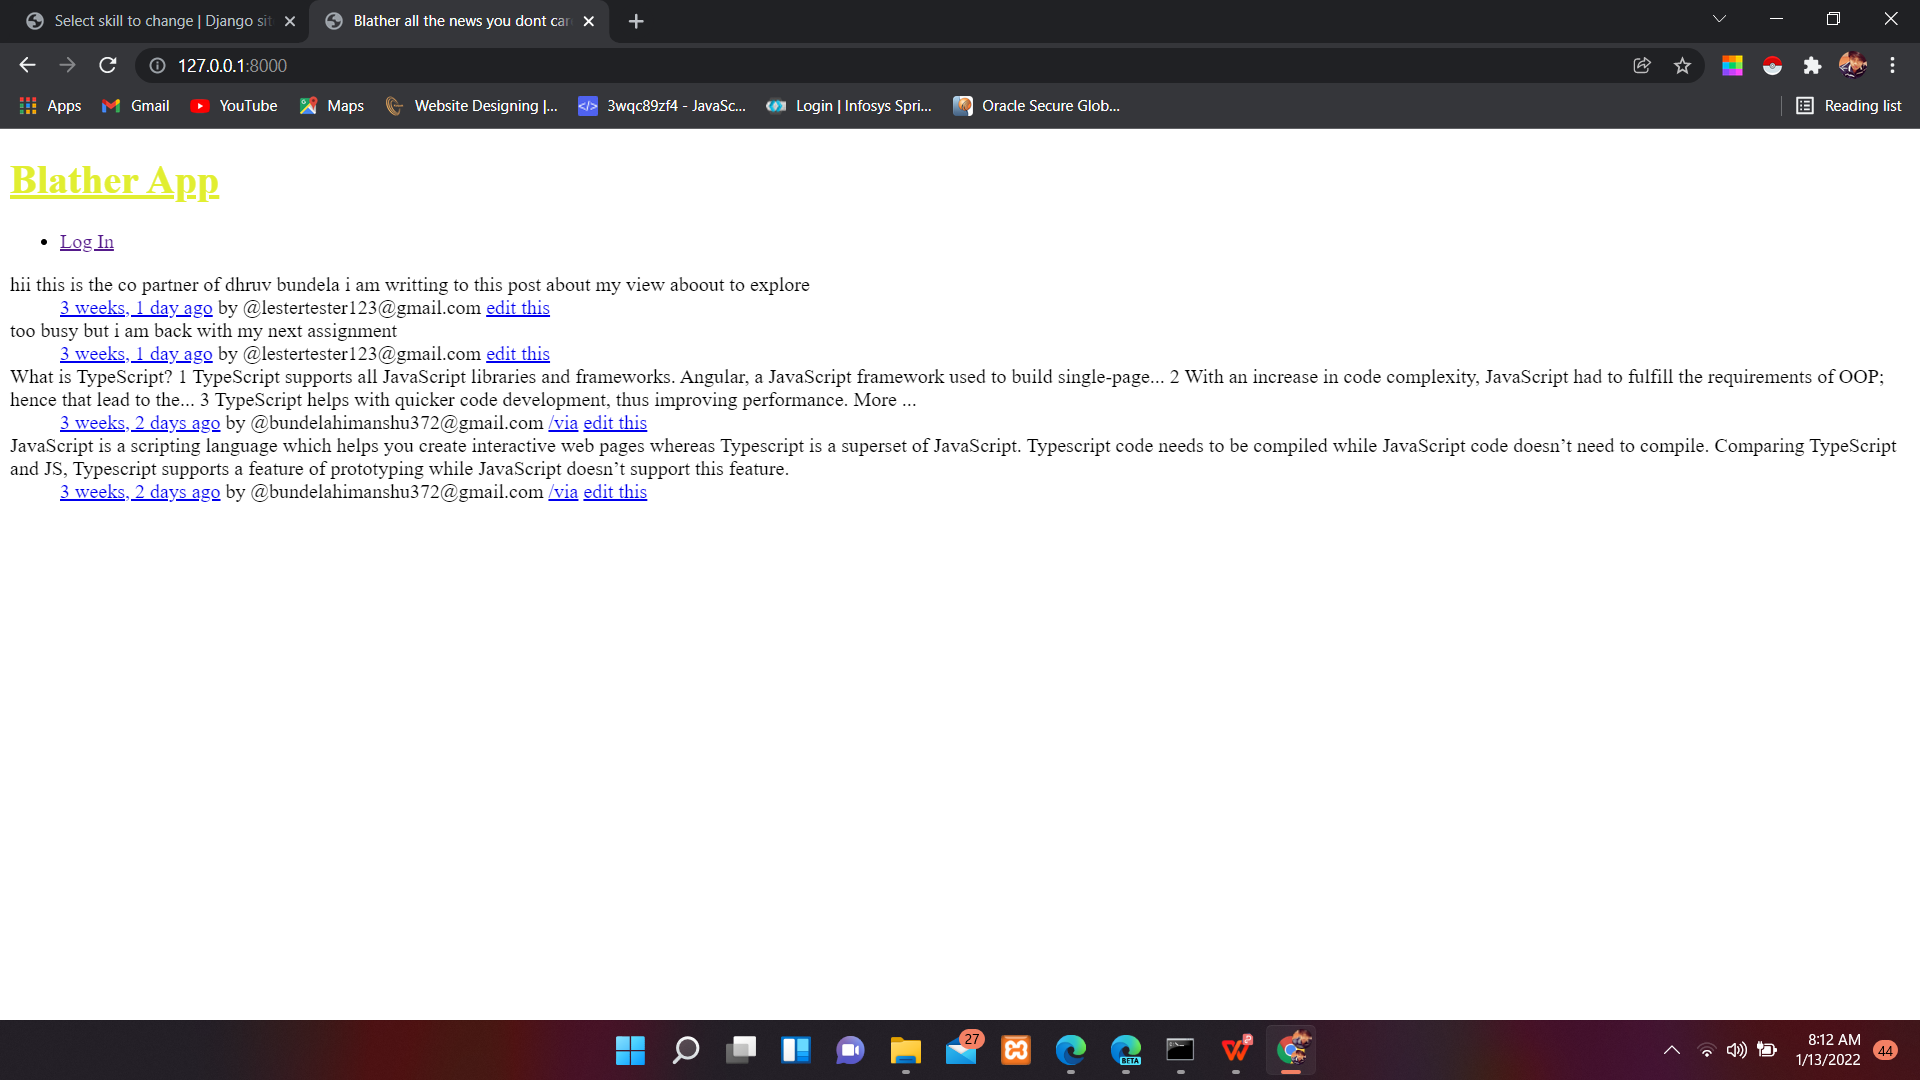 Select skill to change | Django sit
Blather all the news you dont car
127.0.0.1:8000
Apps
Gmail
YouTube
Maps
Website Designing |...
3wqc89zf4 - JavaSc...
Login | Infosys Spri...
Oracle Secure Glob...
Reading list
Blather App
Log In
hii this is the co partner of dhruv bundela i am writting to this post about my view aboout to explore
3 weeks, 1 day ago by @lestertester123@gmail.com edit this
too busy but i am back with my next assignment
3 weeks, 1 day ago by @lestertester123@gmail.com edit this
What is TypeScript? 1 TypeScript supports all JavaScript libraries and frameworks. Angular, a JavaScript framework used to build single-page... 2 With an increase in code complexity, JavaScript had to fulfill the requirements of OOP;
hence that lead to the... 3 TypeScript helps with quicker code development, thus improving performance. More ...
3 weeks, 2 days ago by @bundelahimanshu372@gmail.com /via edit this
JavaScript is a scripting language which helps you create interactive web pages whereas Typescript is a superset of JavaScript. Typescript code needs to be compiled while JavaScript code doesn’t need to compile. Comparing TypeScript
and JS, Typescript supports a feature of prototyping while JavaScript doesn’t support this feature.
3 weeks, 2 days ago by @bundelahimanshu372@gmail.com /via edit this
27
BETA
8:12 AM
1/13/2022
44